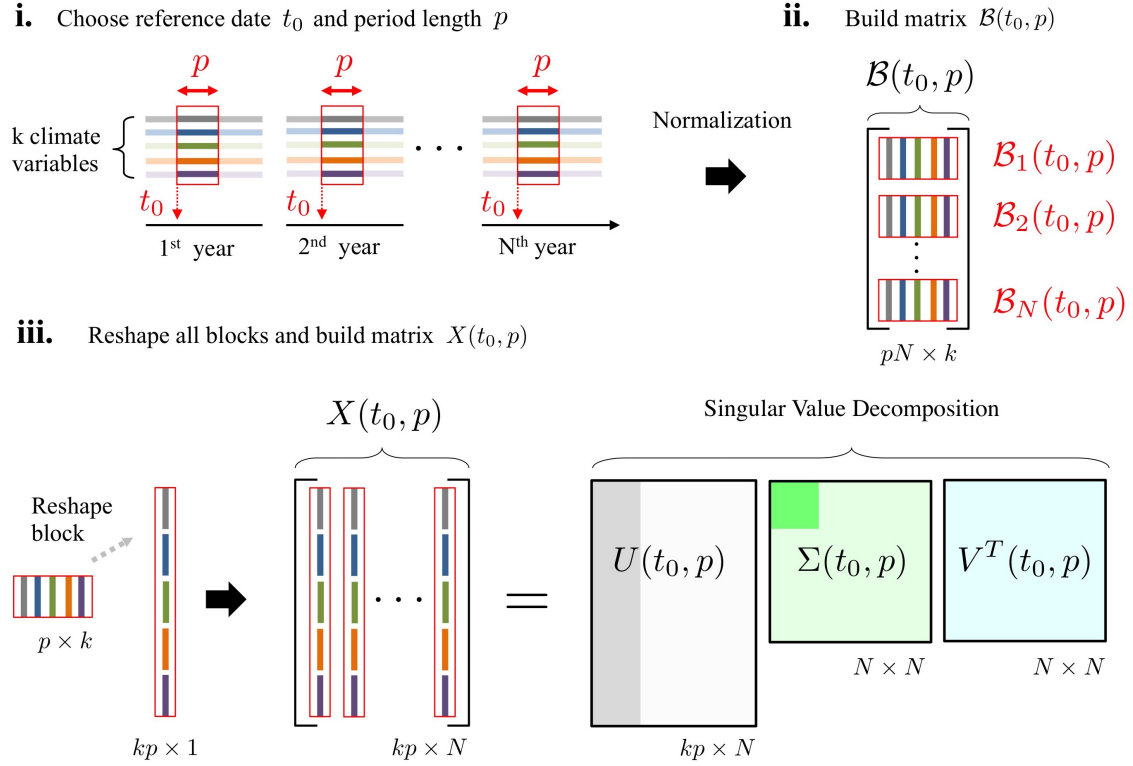 i. Choose reference date t₀ and period length p
p p p
k climate
variables
t₀ t₀ t₀
1st year 2nd year Nth year
Normalization
ii. Build matrix ℬ(t₀, p)
ℬ(t₀, p)
ℬ₁(t₀, p)
ℬ₂(t₀, p)
ℬ_N(t₀, p)
pN × k
iii. Reshape all blocks and build matrix X(t₀, p)
Reshape
block
p × k
kp × 1
X(t₀, p)
kp × N
=
Singular Value Decomposition
U(t₀, p)
kp × N
Σ(t₀, p)
N × N
Vᵀ(t₀, p)
N × N